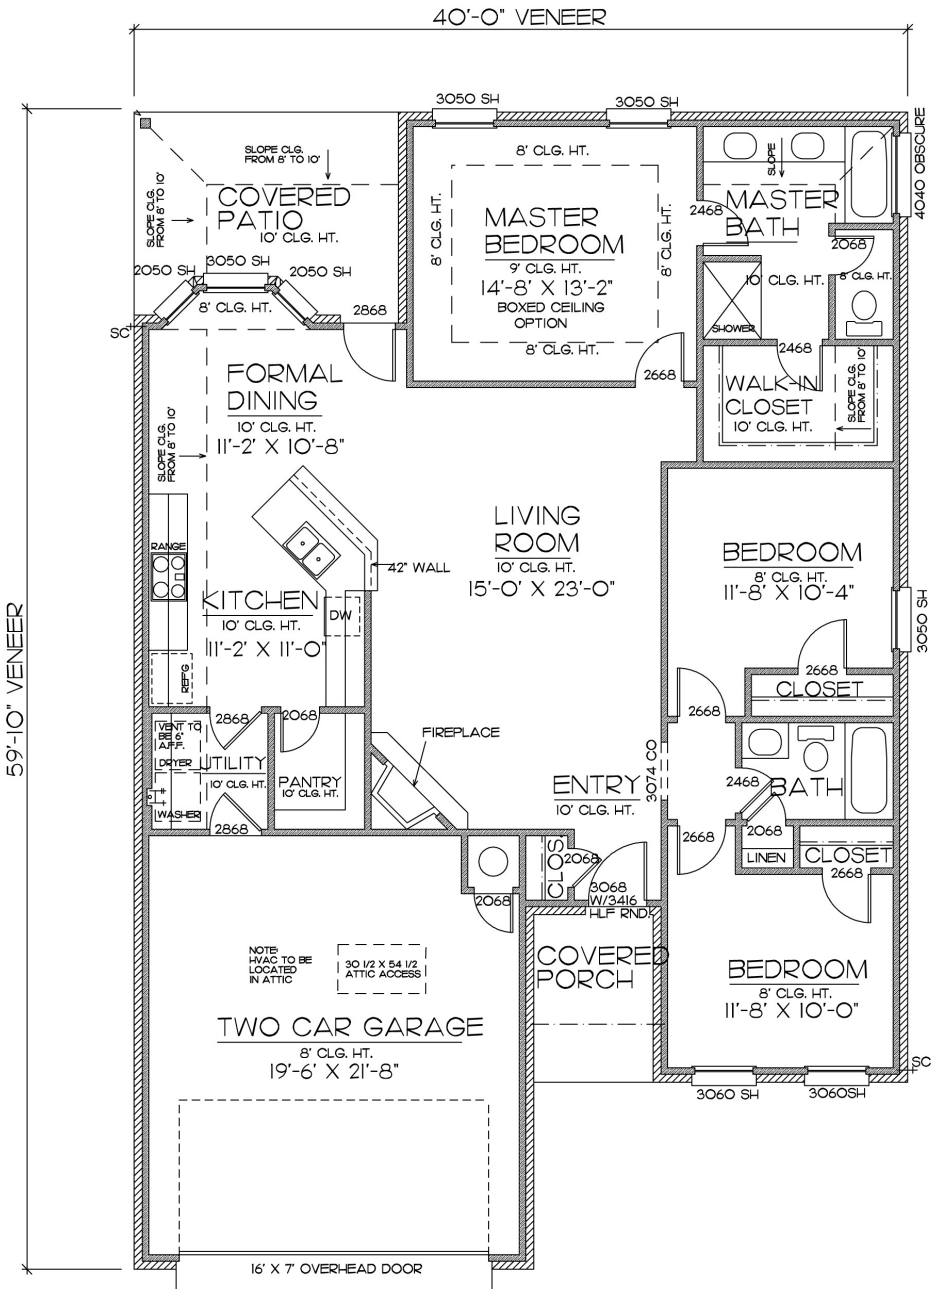 40'-0" VENEER
3050 SH
3050 SH
4040 OBSCURE
SLOPE CLG.
FROM 8' TO 10'
SLOPE CLG.
FROM 8' TO 10'
COVERED
PATIO
10' CLG. HT.
8' CLG. HT.
8' CLG. HT.
MASTER
BEDROOM
9' CLG. HT.
14'-8" X 13'-2"
BOXED CEILING
OPTION
8' CLG. HT.
8' CLG. HT.
SLOPE
2468
MASTER
BATH
10' CLG. HT.
2068
8' CLG. HT.
SHOWER
2468
2050 SH
3050 SH
2050 SH
8' CLG. HT.
2868
SC
2668
WALK-IN
CLOSET
10' CLG. HT.
SLOPE CLG.
FROM 8' TO 10'
FORMAL
DINING
10' CLG. HT.
11'-2" X 10'-8"
SLOPE CLG.
FROM 8' TO 10'
LIVING
ROOM
10' CLG. HT.
15'-0" X 23'-0"
BEDROOM
8' CLG. HT.
11'-8" X 10'-4"
3050 SH
RANGE
42" WALL
KITCHEN
10' CLG. HT.
11'-2" X 11'-0"
DW
REFG
59'-10" VENEER
2668
CLOSET
2668
2868
2068
VENT TO
BE 6"
A.F.F.
DRYER
UTILITY
10' CLG. HT.
WASHER
2868
PANTRY
10' CLG. HT.
FIREPLACE
ENTRY
10' CLG. HT.
3074 CO
2468
BATH
2068
LINEN
2668
CLOSET
2668
CLOS.
2068
3068
W/3416
HLF RND.
2068
NOTE:
HVAC TO BE
LOCATED
IN ATTIC
30 1/2 X 54 1/2
ATTIC ACCESS
COVERED
PORCH
BEDROOM
8' CLG. HT.
11'-8" X 10'-0"
TWO CAR GARAGE
8' CLG. HT.
19'-6" X 21'-8"
SC
3060 SH
3060SH
16' X 7' OVERHEAD DOOR